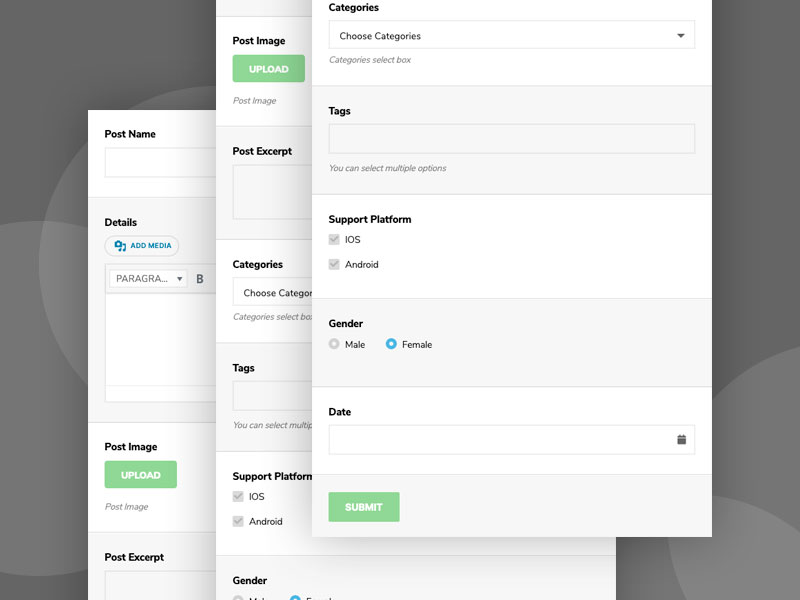 Post Name
Details
ADD MEDIA
PARAGRA...
B
Post Image
UPLOAD
Post Image
Post Excerpt
Post Image
UPLOAD
Post Image
Post Excerpt
Categories
Choose Categor
Categories select box
Tags
You can select multip
Support Platform
IOS
Android
Gender
Male
Female
Categories
Choose Categories
Categories select box
Tags
You can select multiple options
Support Platform
IOS
Android
Gender
Male
Female
Date
SUBMIT